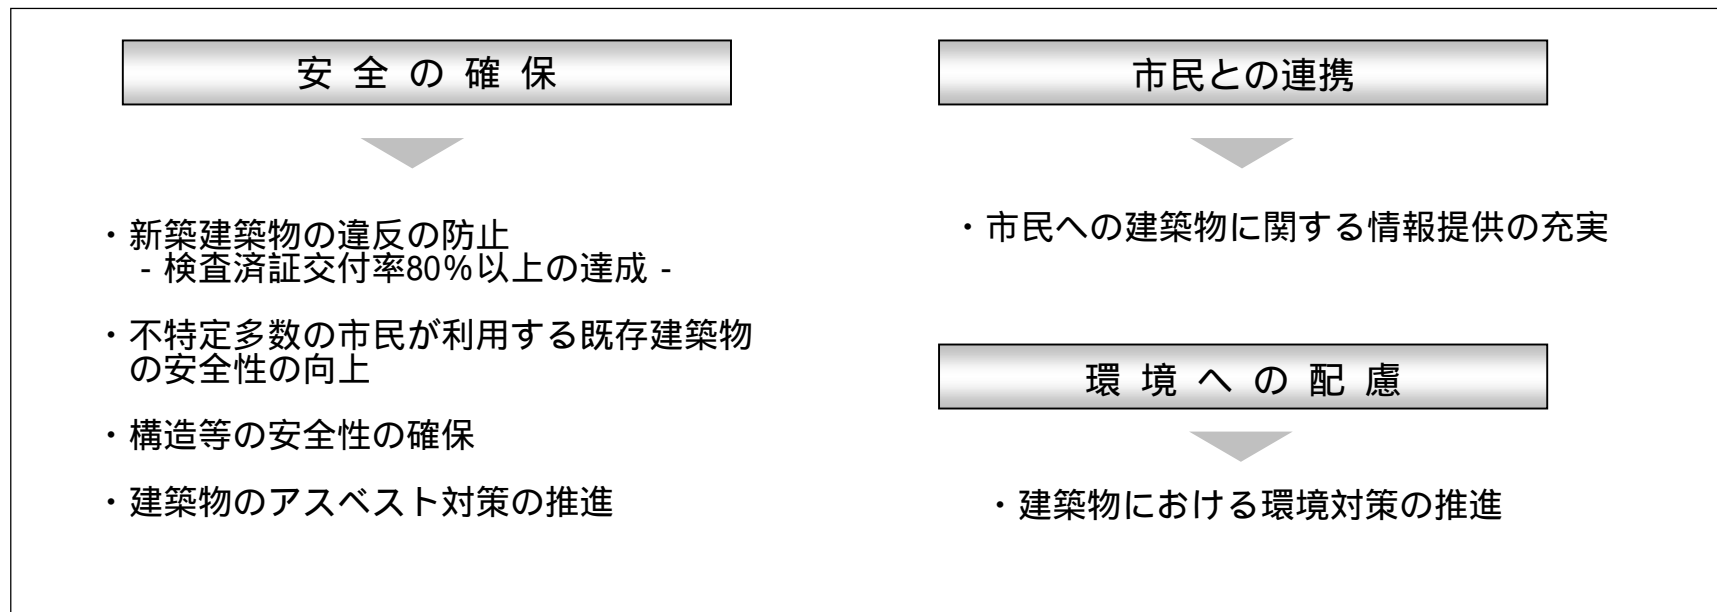 安全の確保
・新築建築物の違反の防止
- 検査済証交付率80%以上の達成 -
・不特定多数の市民が利用する既存建築物
の安全性の向上
・構造等の安全性の確保
・建築物のアスベスト対策の推進
市民との連携
・市民への建築物に関する情報提供の充実
環境への配慮
・建築物における環境対策の推進